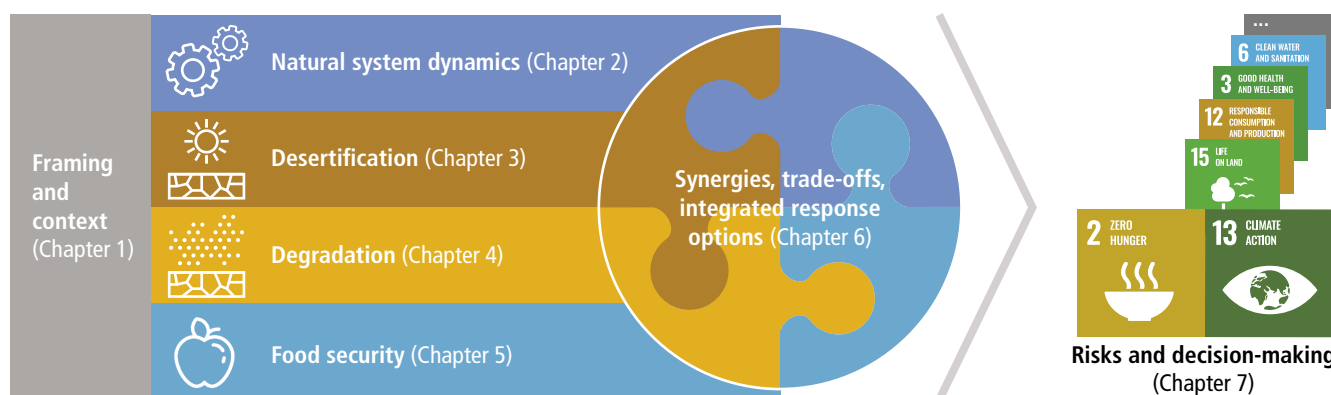 Framing
and
context
(Chapter 1)
Natural system dynamics (Chapter 2)
Desertification (Chapter 3)
Degradation (Chapter 4)
Food security (Chapter 5)
Synergies, trade-offs,
integrated response
options (Chapter 6)
...
6 CLEAN WATER
AND SANITATION
3 GOOD HEALTH
AND WELL-BEING
12 RESPONSIBLE
CONSUMPTION
AND PRODUCTION
15 LIFE
ON LAND
2 ZERO
HUNGER
13 CLIMATE
ACTION
Risks and decision-making
(Chapter 7)